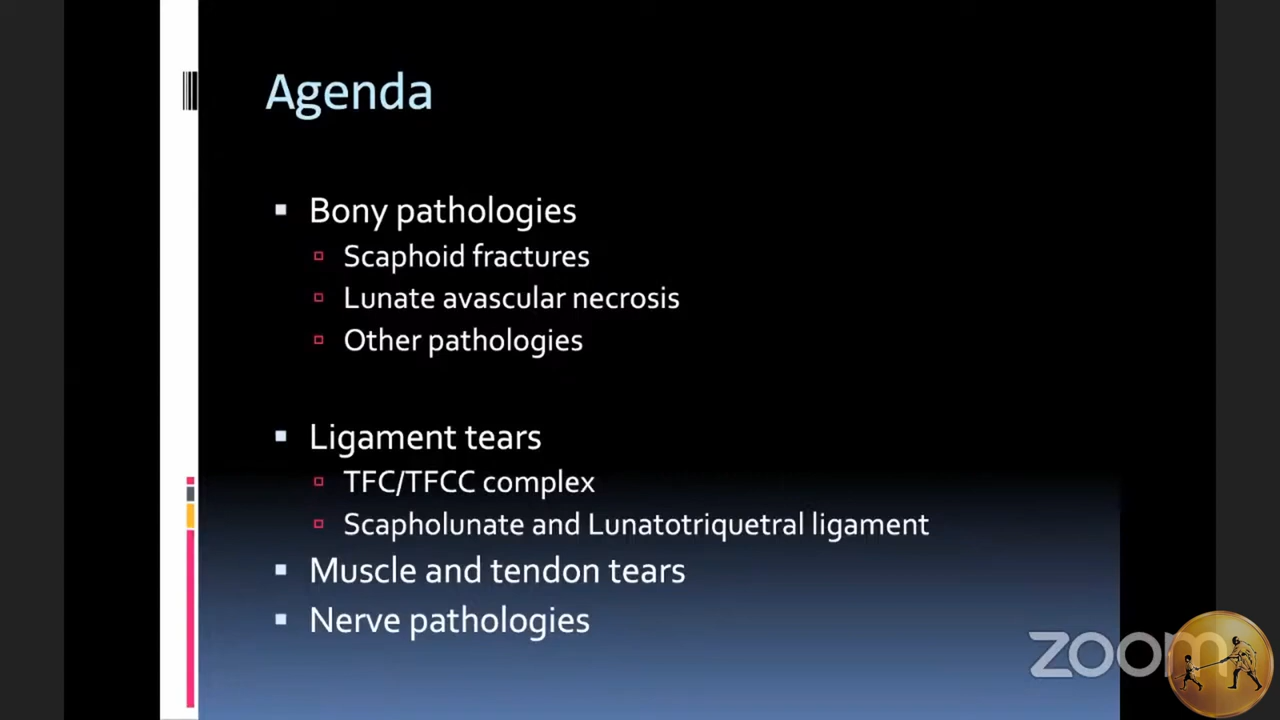 Agenda
Bony pathologies
Scaphoid fractures
Lunate avascular necrosis
Other pathologies
Ligament tears
TFC/TFCC complex
Scapholunate and Lunatotriquetral ligament
Muscle and tendon tears
Nerve pathologies
zoom